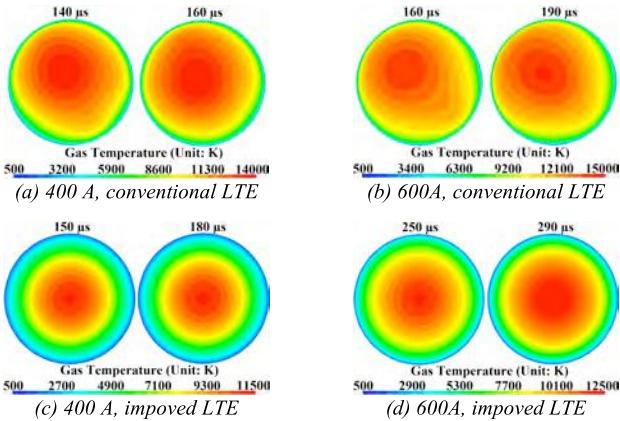 140 μs 160 μs 160 μs 190 μs
Gas Temperature (Unit: K) Gas Temperature (Unit: K)
500 3200 5900 8600 11300 14000 500 3400 6300 9200 12100 15000
(a) 400 A, conventional LTE (b) 600A, conventional LTE
150 μs 180 μs 250 μs 290 μs
Gas Temperature (Unit: K) Gas Temperature (Unit: K)
500 2700 4900 7100 9300 11500 500 2900 5300 7700 10100 12500
(c) 400 A, impoved LTE (d) 600A, impoved LTE